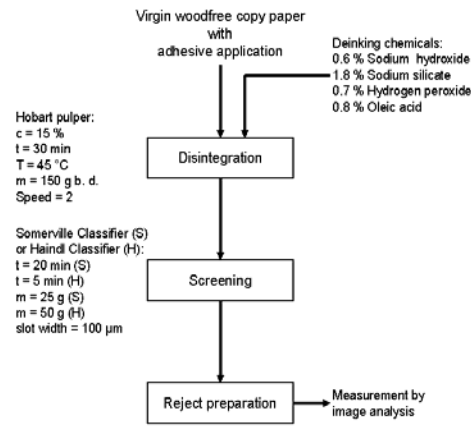 Virgin woodfree copy paper
with
adhesive application
Deinking chemicals:
0.6 % Sodium hydroxide
1.8 % Sodium silicate
0.7 % Hydrogen peroxide
0.8 % Oleic acid
Hobart pulper:
c = 15 %
t = 30 min
T = 45 °C
m = 150 g b. d.
Speed = 2
Disintegration
Somerville Classifier (S)
or Haindl Classifier (H):
t = 20 min (S)
t = 5 min (H)
m = 25 g (S)
m = 50 g (H)
slot width = 100 µm
Screening
Reject preparation
Measurement by
image analysis